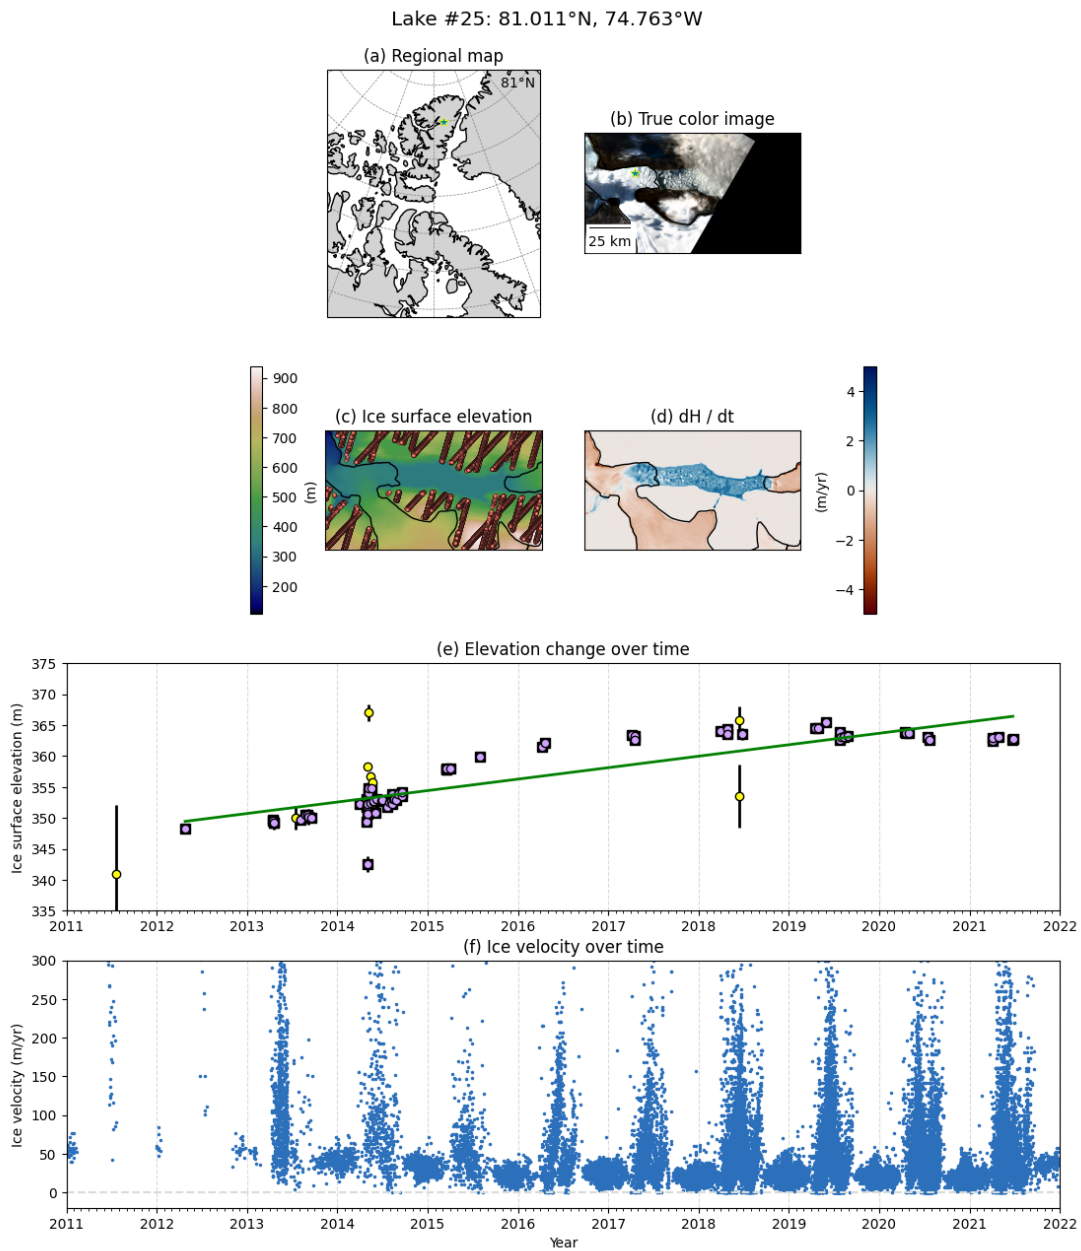 Lake #25: 81.011°N, 74.763°W
(a) Regional map
81°N
(b) True color image
25 km
(c) Ice surface elevation
900
800
700
600
500
400
300
200
(m)
(d) dH / dt
4
2
0
−2
−4
(m/yr)
(e) Elevation change over time
375
370
365
360
355
350
345
340
335
Ice surface elevation (m)
2011 2012 2013 2014 2015 2016 2017 2018 2019 2020 2021 2022
(f) Ice velocity over time
300
250
200
150
100
50
0
Ice velocity (m/yr)
2011 2012 2013 2014 2015 2016 2017 2018 2019 2020 2021 2022
Year